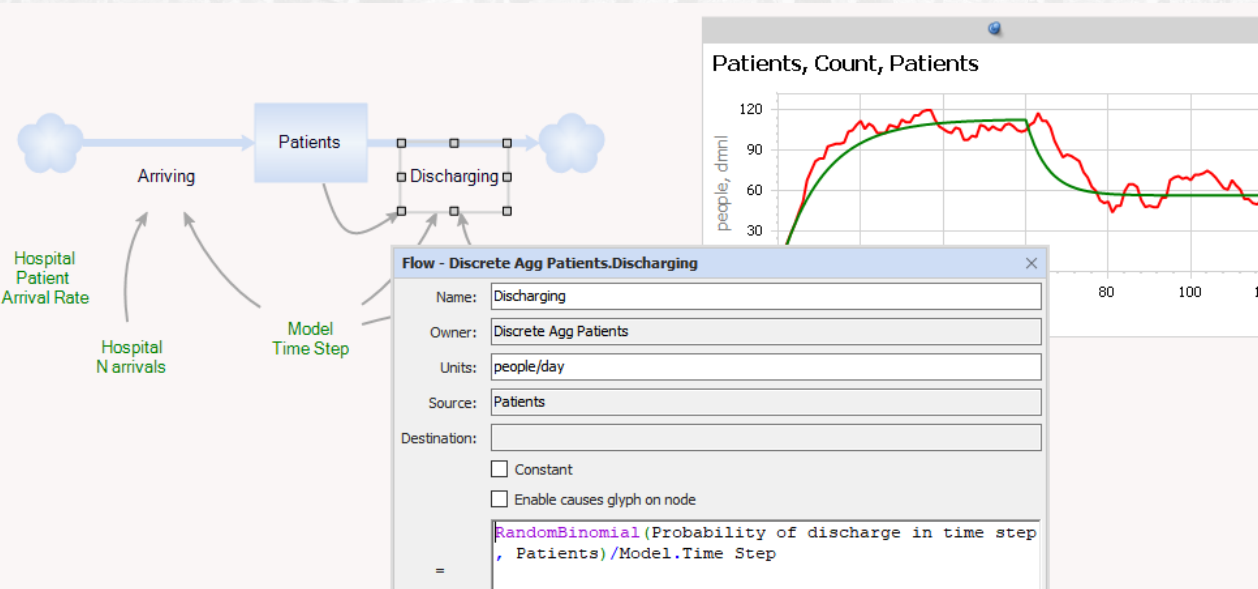 Patients, Count, Patients
120
90
60
30
people, dmnl
80
100
Patients
Arriving
Discharging
Hospital
Patient
Arrival Rate
Hospital
N arrivals
Model
Time Step
Flow - Discrete Agg Patients.Discharging
Name: Discharging
Owner: Discrete Agg Patients
Units: people/day
Source: Patients
Destination:
Constant
Enable causes glyph on node
RandomBinomial(Probability of discharge in time step
, Patients)/Model.Time Step
=